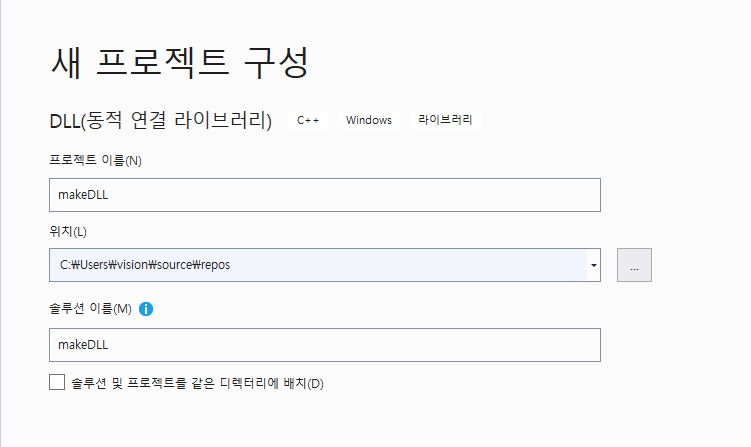 새 프로젝트 구성
DLL(동적 연결 라이브러리) C++ Windows 라이브러리
프로젝트 이름(N)
makeDLL
위치(L)
C:₩Users₩vision₩source₩repos
...
솔루션 이름(M)
makeDLL
솔루션 및 프로젝트를 같은 디렉터리에 배치(D)